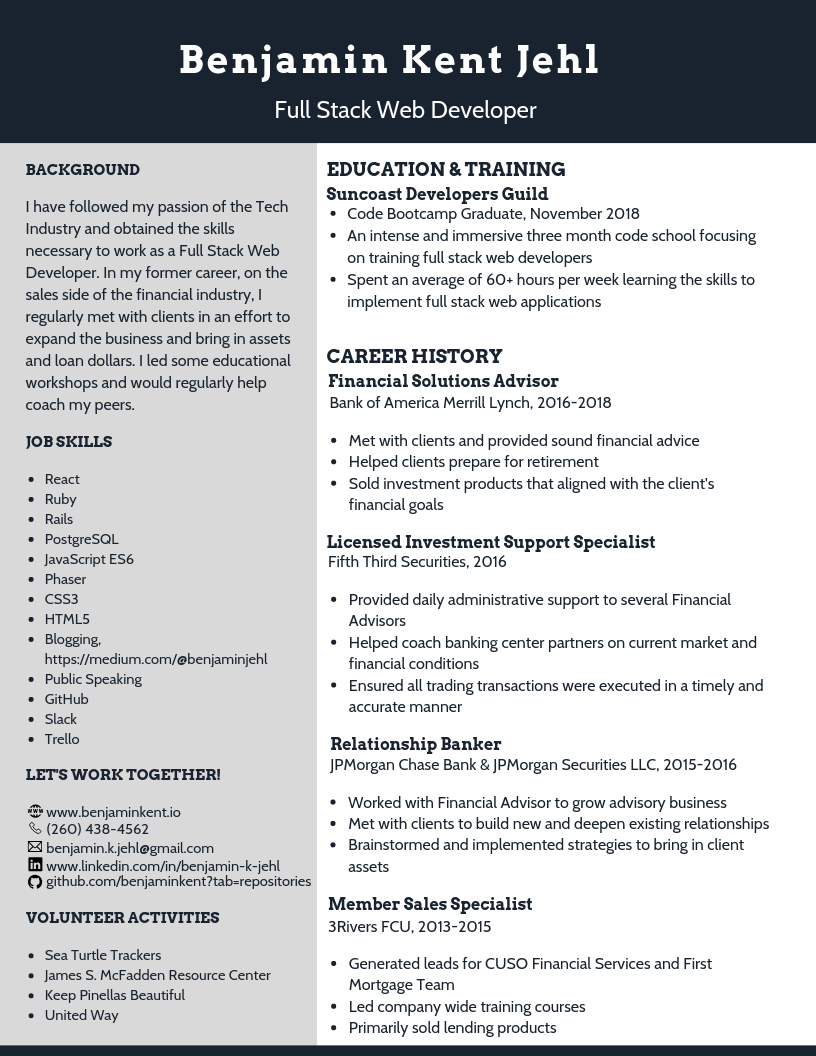 Benjamin Kent Jehl
Full Stack Web Developer
BACKGROUND
I have followed my passion of the Tech
Industry and obtained the skills
necessary to work as a Full Stack Web
Developer. In my former career, on the
sales side of the financial industry, I
regularly met with clients in an effort to
expand the business and bring in assets
and loan dollars. I led some educational
workshops and would regularly help
coach my peers.
JOB SKILLS
• React
• Ruby
• Rails
• PostgreSQL
• JavaScript ES6
• Phaser
• CSS3
• HTML5
• Blogging,
https://medium.com/@benjaminjehl
• Public Speaking
• GitHub
• Slack
• Trello
LET'S WORK TOGETHER!
www.benjaminkent.io
(260) 438-4562
benjamin.k.jehl@gmail.com
www.linkedin.com/in/benjamin-k-jehl
github.com/benjaminkent?tab=repositories
VOLUNTEER ACTIVITIES
• Sea Turtle Trackers
• James S. McFadden Resource Center
• Keep Pinellas Beautiful
• United Way
EDUCATION & TRAINING
Suncoast Developers Guild
• Code Bootcamp Graduate, November 2018
• An intense and immersive three month code school focusing
on training full stack web developers
• Spent an average of 60+ hours per week learning the skills to
implement full stack web applications
CAREER HISTORY
Financial Solutions Advisor
Bank of America Merrill Lynch, 2016-2018
• Met with clients and provided sound financial advice
• Helped clients prepare for retirement
• Sold investment products that aligned with the client's
financial goals
Licensed Investment Support Specialist
Fifth Third Securities, 2016
• Provided daily administrative support to several Financial
Advisors
• Helped coach banking center partners on current market and
financial conditions
• Ensured all trading transactions were executed in a timely and
accurate manner
Relationship Banker
JPMorgan Chase Bank & JPMorgan Securities LLC, 2015-2016
• Worked with Financial Advisor to grow advisory business
• Met with clients to build new and deepen existing relationships
• Brainstormed and implemented strategies to bring in client
assets
Member Sales Specialist
3Rivers FCU, 2013-2015
• Generated leads for CUSO Financial Services and First
Mortgage Team
• Led company wide training courses
• Primarily sold lending products